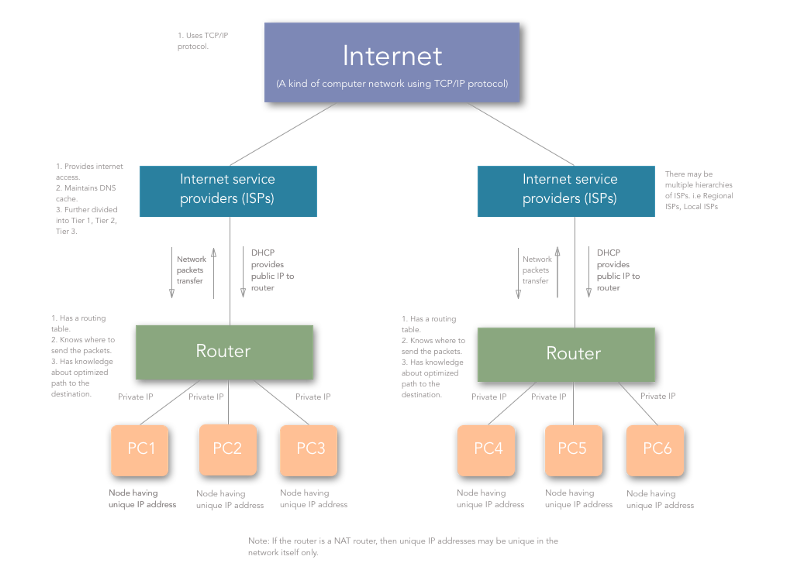 1. Uses TCP/IP
protocol.
Internet
(A kind of computer network using TCP/IP protocol)
1. Provides internet
access.
2. Maintains DNS
cache.
3. Further divided
into Tier 1, Tier 2,
Tier 3.
Internet service
providers (ISPs)
Internet service
providers (ISPs)
There may be
multiple hierarchies
of ISPs. i.e Regional
ISPs, Local ISPs
Network
packets
transfer
DHCP
provides
public IP to
router
Network
packets
transfer
DHCP
provides
public IP to
router
1. Has a routing
table.
2. Knows where to
send the packets.
3. Has knowledge
about optimized
path to the
destination.
Router
1. Has a routing
table.
2. Knows where to
send the packets.
3. Has knowledge
about optimized
path to the
destination.
Router
Private IP
Private IP
Private IP
Private IP
Private IP
Private IP
PC1
PC2
PC3
PC4
PC5
PC6
Node having
unique IP address
Node having
unique IP address
Node having
unique IP address
Node having
unique IP address
Node having
unique IP address
Node having
unique IP address
Note: If the router is a NAT router, then unique IP addresses may be unique in the
network itself only.